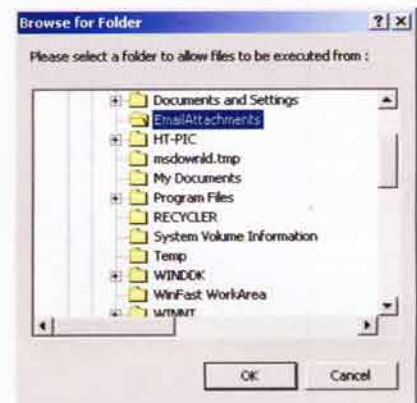 Browse for Folder
Please select a folder to allow files to be executed from :
Documents and Settings
EmailAttachments
HT-PIC
msdownld.tmp
My Documents
Program Files
RECYCLER
System Volume Information
Temp
WINDDK
WinFast WorkArea
WINNT
OK
Cancel